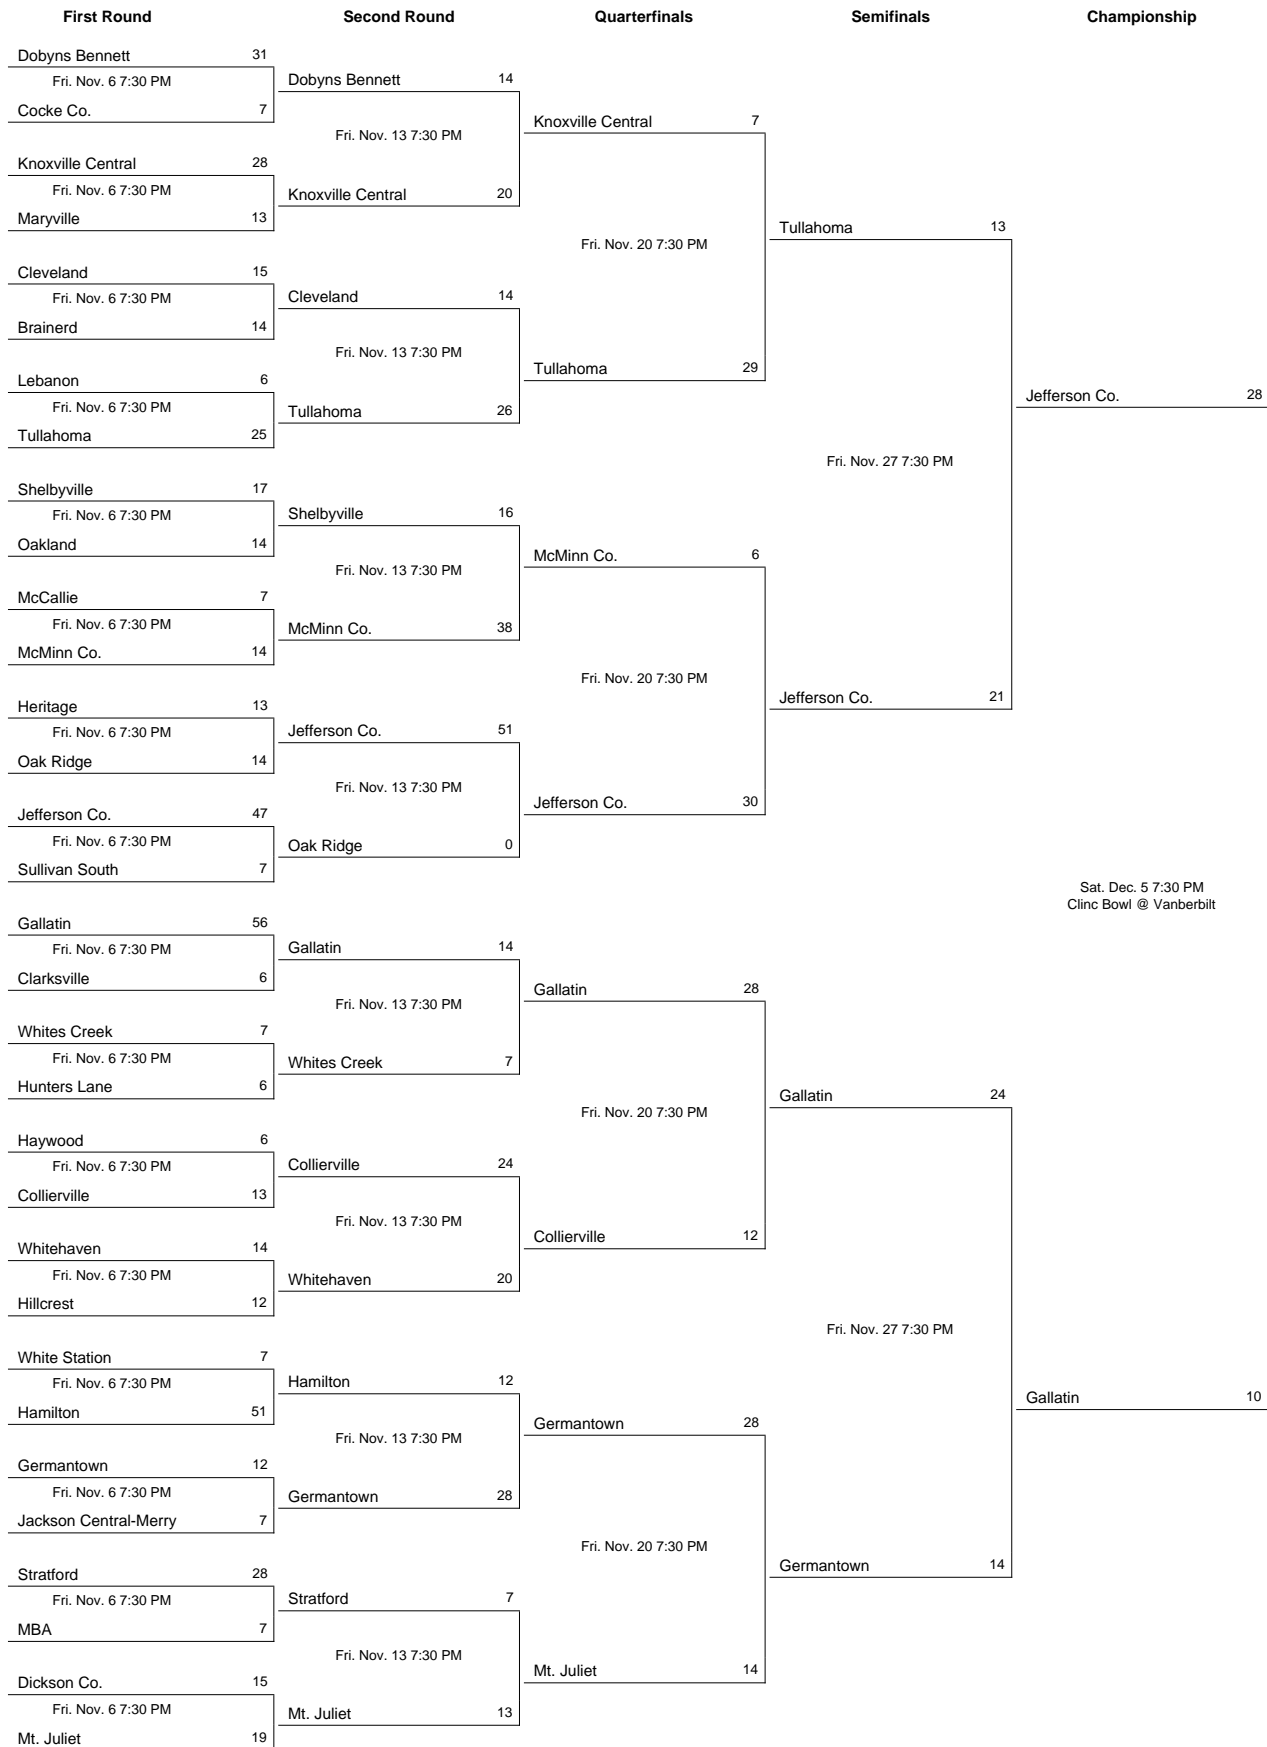 First Round
Second Round
Quarterfinals
Semifinals
Championship
Dobyns Bennett 31
Fri. Nov. 6 7:30 PM
Cocke Co. 7
Knoxville Central 28
Fri. Nov. 6 7:30 PM
Maryville 13
Cleveland 15
Fri. Nov. 6 7:30 PM
Brainerd 14
Lebanon 6
Fri. Nov. 6 7:30 PM
Tullahoma 25
Shelbyville 17
Fri. Nov. 6 7:30 PM
Oakland 14
McCallie 7
Fri. Nov. 6 7:30 PM
McMinn Co. 14
Heritage 13
Fri. Nov. 6 7:30 PM
Oak Ridge 14
Jefferson Co. 47
Fri. Nov. 6 7:30 PM
Sullivan South 7
Gallatin 56
Fri. Nov. 6 7:30 PM
Clarksville 6
Whites Creek 7
Fri. Nov. 6 7:30 PM
Hunters Lane 6
Haywood 6
Fri. Nov. 6 7:30 PM
Collierville 13
Whitehaven 14
Fri. Nov. 6 7:30 PM
Hillcrest 12
White Station 7
Fri. Nov. 6 7:30 PM
Hamilton 51
Germantown 12
Fri. Nov. 6 7:30 PM
Jackson Central-Merry 7
Stratford 28
Fri. Nov. 6 7:30 PM
MBA 7
Dickson Co. 15
Fri. Nov. 6 7:30 PM
Mt. Juliet 19
Dobyns Bennett 14
Fri. Nov. 13 7:30 PM
Knoxville Central 20
Cleveland 14
Fri. Nov. 13 7:30 PM
Tullahoma 26
Shelbyville 16
Fri. Nov. 13 7:30 PM
McMinn Co. 38
Jefferson Co. 51
Fri. Nov. 13 7:30 PM
Oak Ridge 0
Gallatin 14
Fri. Nov. 13 7:30 PM
Whites Creek 7
Collierville 24
Fri. Nov. 13 7:30 PM
Whitehaven 20
Hamilton 12
Fri. Nov. 13 7:30 PM
Germantown 28
Stratford 7
Fri. Nov. 13 7:30 PM
Mt. Juliet 13
Knoxville Central 7
Fri. Nov. 20 7:30 PM
Tullahoma 29
McMinn Co. 6
Fri. Nov. 20 7:30 PM
Jefferson Co. 30
Gallatin 28
Fri. Nov. 20 7:30 PM
Collierville 12
Germantown 28
Fri. Nov. 20 7:30 PM
Mt. Juliet 14
Tullahoma 13
Fri. Nov. 27 7:30 PM
Jefferson Co. 21
Gallatin 24
Fri. Nov. 27 7:30 PM
Germantown 14
Jefferson Co. 28
Sat. Dec. 5 7:30 PM
Clinc Bowl @ Vanberbilt
Gallatin 10